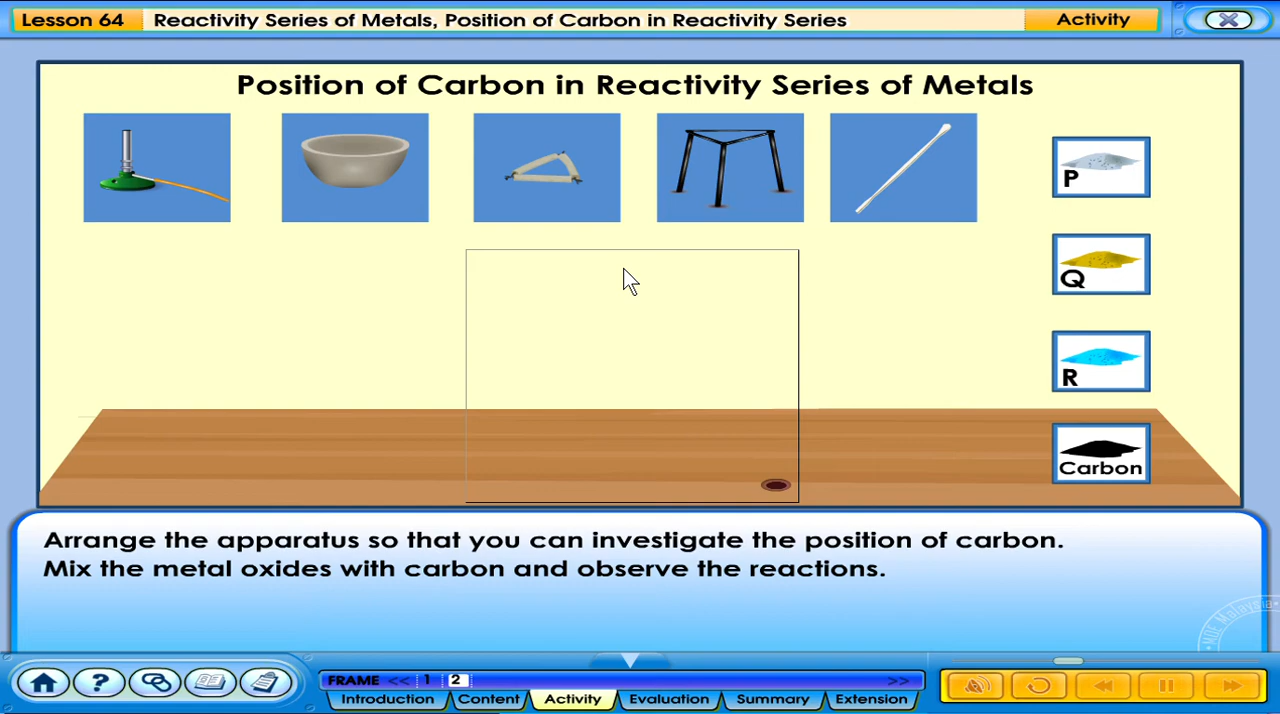 Lesson 64
Reactivity Series of Metals, Position of Carbon in Reactivity Series
Activity
Position of Carbon in Reactivity Series of Metals
P
Q
R
Carbon
Arrange the apparatus so that you can investigate the position of carbon.
Mix the metal oxides with carbon and observe the reactions.
MOE Malaysia
?
FRAME << 1 2 >>
Introduction Content Activity Evaluation Summary Extension